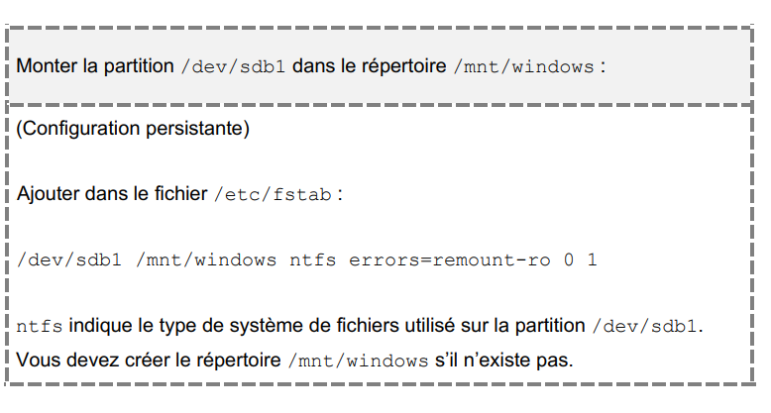 Monter la partition /dev/sdb1 dans le répertoire /mnt/windows :
(Configuration persistante)
Ajouter dans le fichier /etc/fstab :
/dev/sdb1 /mnt/windows ntfs errors=remount-ro 0 1
ntfs indique le type de système de fichiers utilisé sur la partition /dev/sdb1.
Vous devez créer le répertoire /mnt/windows s’il n’existe pas.